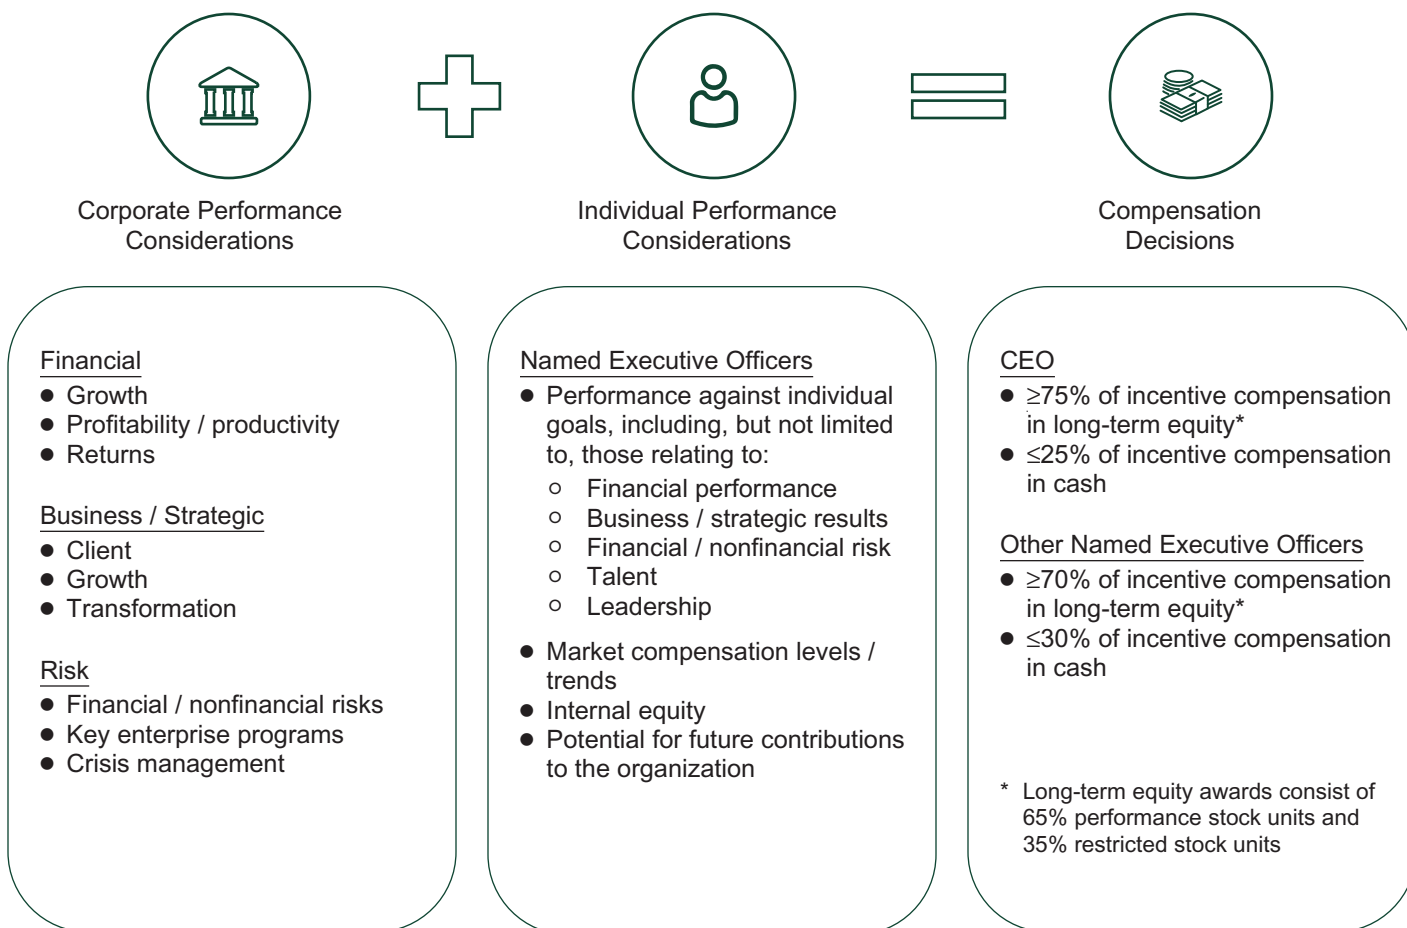 Corporate Performance
Considerations
Individual Performance
Considerations
Compensation
Decisions
Financial
● Growth
● Profitability / productivity
● Returns
Business / Strategic
● Client
● Growth
● Transformation
Risk
● Financial / nonfinancial risks
● Key enterprise programs
● Crisis management
Named Executive Officers
● Performance against individual
goals, including, but not limited
to, those relating to:
○ Financial performance
○ Business / strategic results
○ Financial / nonfinancial risk
○ Talent
○ Leadership
● Market compensation levels /
trends
● Internal equity
● Potential for future contributions
to the organization
CEO
● ≥75% of incentive compensation
in long-term equity*
● ≤25% of incentive compensation
in cash
Other Named Executive Officers
● ≥70% of incentive compensation
in long-term equity*
● ≤30% of incentive compensation
in cash
* Long-term equity awards consist of
65% performance stock units and
35% restricted stock units